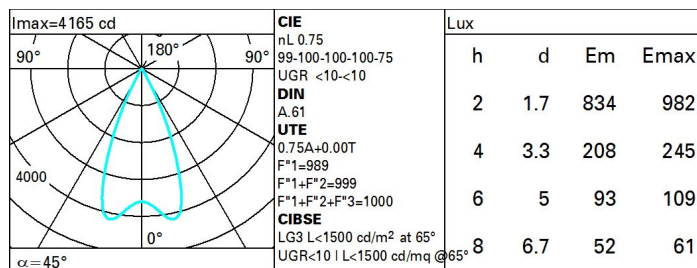 Imax=4165 cd
90°
180°
90°
4000
0°
α=45°
CIE
nL 0.75
99-100-100-100-75
UGR <10-<10
DIN
A.61
UTE
0.75A+0.00T
F"1=989
F"1+F"2=999
F"1+F"2+F"3=1000
CIBSE
LG3 L<1500 cd/m² at 65°
UGR<10 | L<1500 cd/mq @65°
Lux
h d Em Emax
2 1.7 834 982
4 3.3 208 245
6 5 93 109
8 6.7 52 61